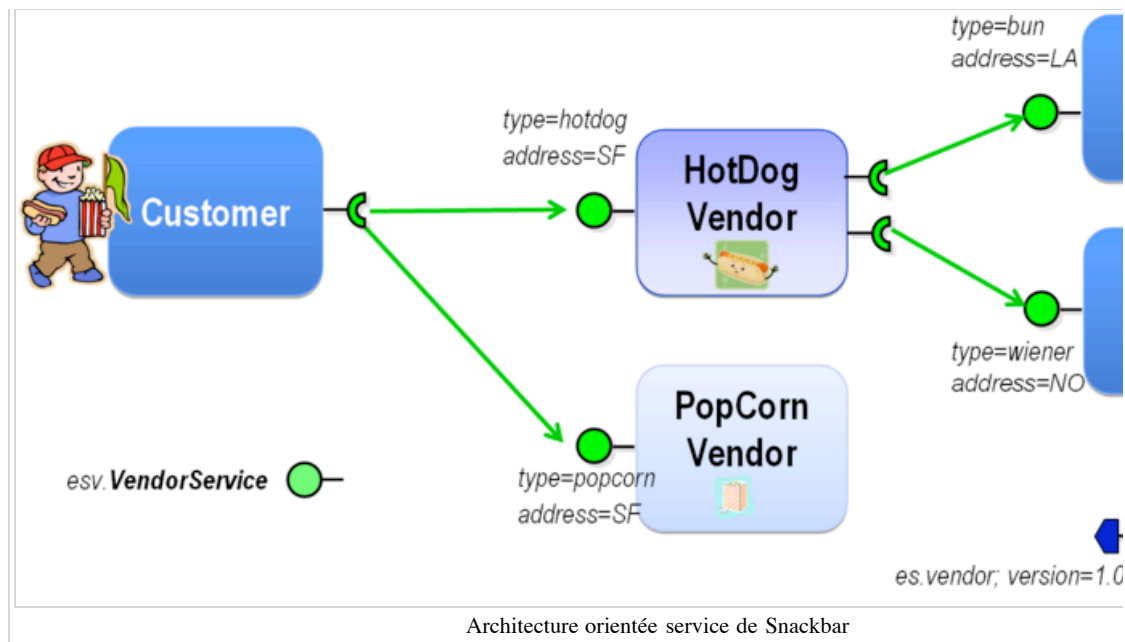 type=bun
address=LA
type=hotdog
address=SF
HotDog
Vendor
Customer
type=wiener
address=NO
PopCorn
Vendor
esv.VendorService
type=popcorn
address=SF
es.vendor; version=1.0
Architecture orientée service de Snackbar